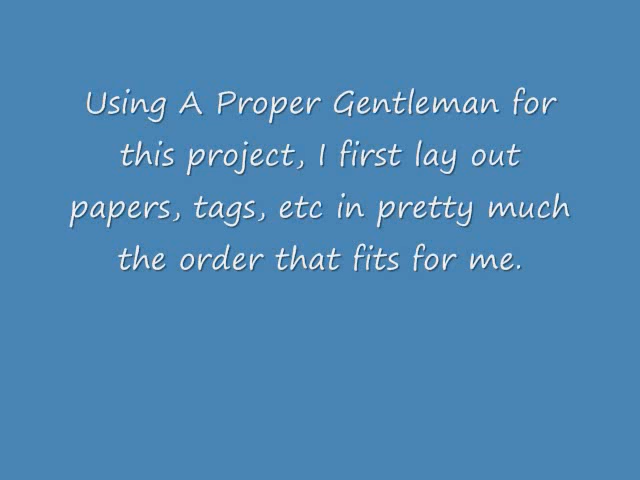 Using A Proper Gentleman for
this project, I first lay out
papers, tags, etc in pretty much
the order that fits for me.